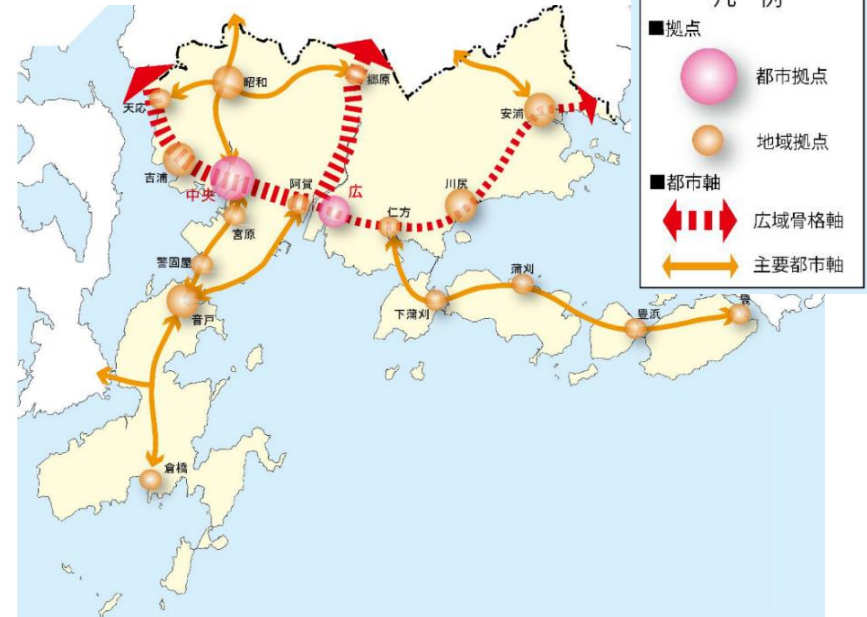 凡 例
■拠点
都市拠点
地域拠点
■都市軸
広域骨格軸
主要都市軸
昭和
郷原
天応
安浦
吉浦
中央
阿賀
広
川尻
仁方
宮原
警固屋
蒲刈
音戸
下蒲刈
豊浜
豊
倉橋